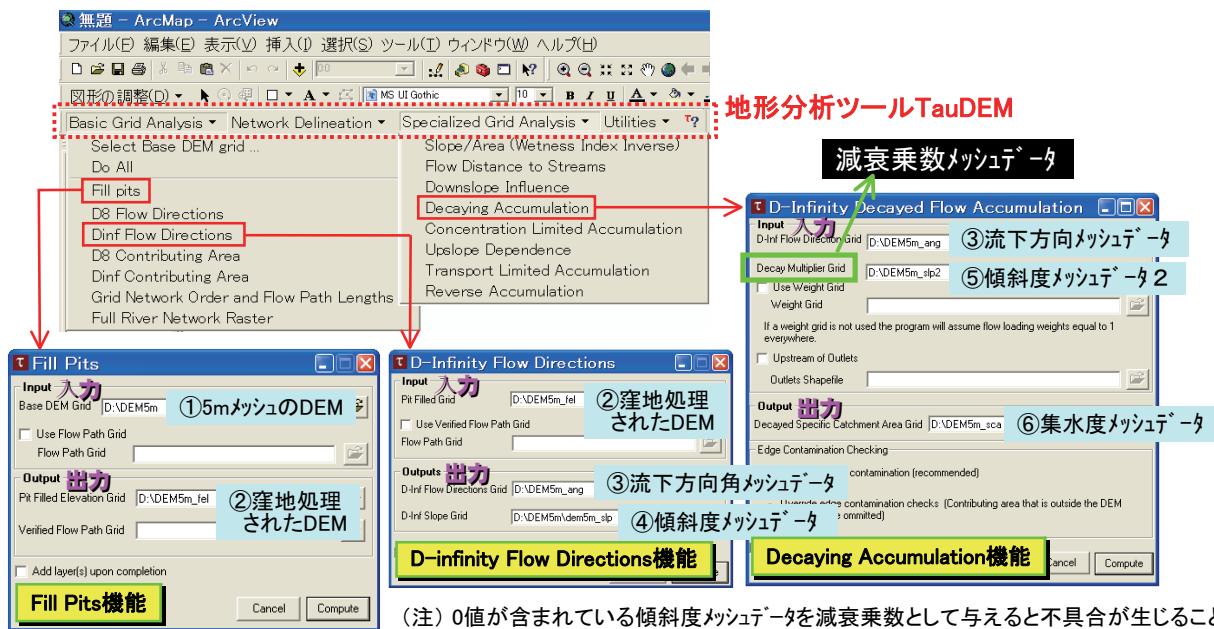 無題 - ArcMap - ArcView
ファイル(F) 編集(E) 表示(V) 挿入(I) 選択(S) ツール(T) ウィンドウ(W) ヘルプ(H)
図形の調整(D) MS UI Gothic 10 B I U A
地形分析ツールTauDEM
Basic Grid Analysis Network Delineation Specialized Grid Analysis Utilities
Select Base DEM grid ...
Do All
Fill pits
D8 Flow Directions
Dinf Flow Directions
D8 Contributing Area
Dinf Contributing Area
Grid Network Order and Flow Path Lengths
Full River Network Raster
Slope/Area (Wetness Index Inverse)
Flow Distance to Streams
Downslope Influence
Decaying Accumulation
Concentration Limited Accumulation
Upslope Dependence
Transport Limited Accumulation
Reverse Accumulation
減衰乗数ﾒｯｼｭﾃﾞｰﾀ
D-Infinity Decayed Flow Accumulation
Input 入力
D-Inf Flow Direction Grid D:\DEM5m_ang ③流下方向ﾒｯｼｭﾃﾞｰﾀ
Decay Multiplier Grid D:\DEM5m_slp2 ⑤傾斜度ﾒｯｼｭﾃﾞｰﾀ２
Use Weight Grid
Weight Grid
If a weight grid is not used the program will assume flow loading weights equal to 1
everywhere.
Upstream of Outlets
Outlets Shapefile
Output 出力
Decayed Specific Catchment Area Grid D:\DEM5m_sca ⑥集水度ﾒｯｼｭﾃﾞｰﾀ
Edge Contamination Checking
contamination (recommended)
Override edge contamination checks (Contributing area that is outside the DEM
ommitted)
Decaying Accumulation機能
Cancel Compute
Fill Pits
Input 入力
Base DEM Grid D:\DEM5m ①5mﾒｯｼｭのDEM
Use Flow Path Grid
Flow Path Grid
Output 出力
Pit Filled Elevation Grid D:\DEM5m_fel ②窪地処理
されたDEM
Verified Flow Path Grid
Add layer(s) upon completion
Fill Pits機能
Cancel Compute
D-Infinity Flow Directions
Input 入力
Pit Filled Grid D:\DEM5m_fel ②窪地処理
されたDEM
Use Verified Flow Path Grid
Flow Path Grid
Outputs 出力
D-Inf Flow Directions Grid D:\DEM5m_ang ③流下方向角ﾒｯｼｭﾃﾞｰﾀ
D-Inf Slope Grid D:\DEM5m\dem5m_slp ④傾斜度ﾒｯｼｭﾃﾞｰﾀ
D-infinity Flow Directions機能
（注）0値が含まれている傾斜度ﾒｯｼｭﾃﾞｰﾀを減衰乗数として与えると不具合が生じること